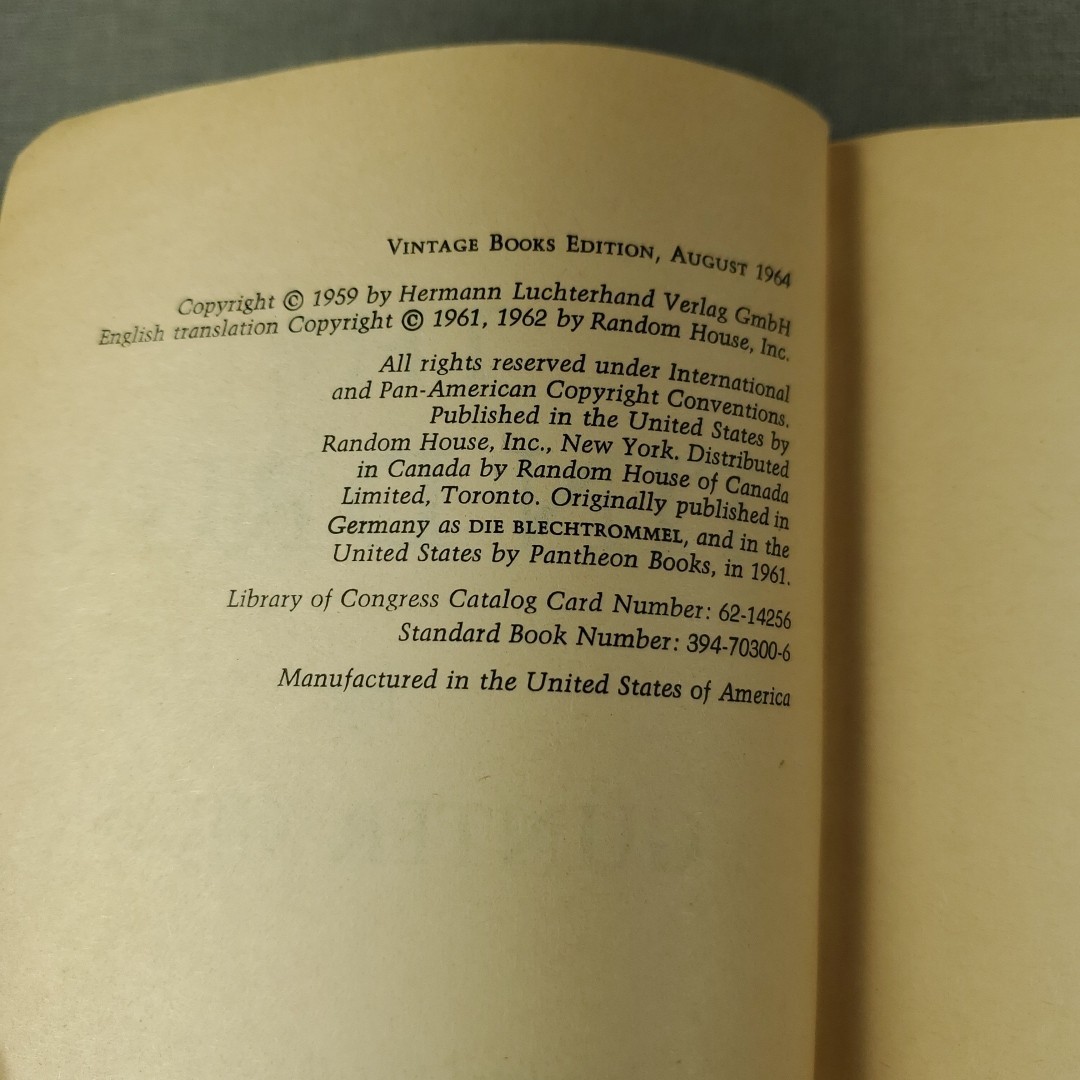 VINTAGE BOOKS EDITION, AUGUST 1964
Copyright © 1959 by Hermann Luchterhand Verlag GmbH
English translation Copyright © 1961, 1962 by Random House, Inc.
All rights reserved under International
and Pan-American Copyright Conventions.
Published in the United States by
Random House, Inc., New York. Distributed
in Canada by Random House of Canada
Limited, Toronto. Originally published in
Germany as DIE BLECHTROMMEL, and in the
United States by Pantheon Books, in 1961.
Library of Congress Catalog Card Number: 62-14256
Standard Book Number: 394-70300-6
Manufactured in the United States of America